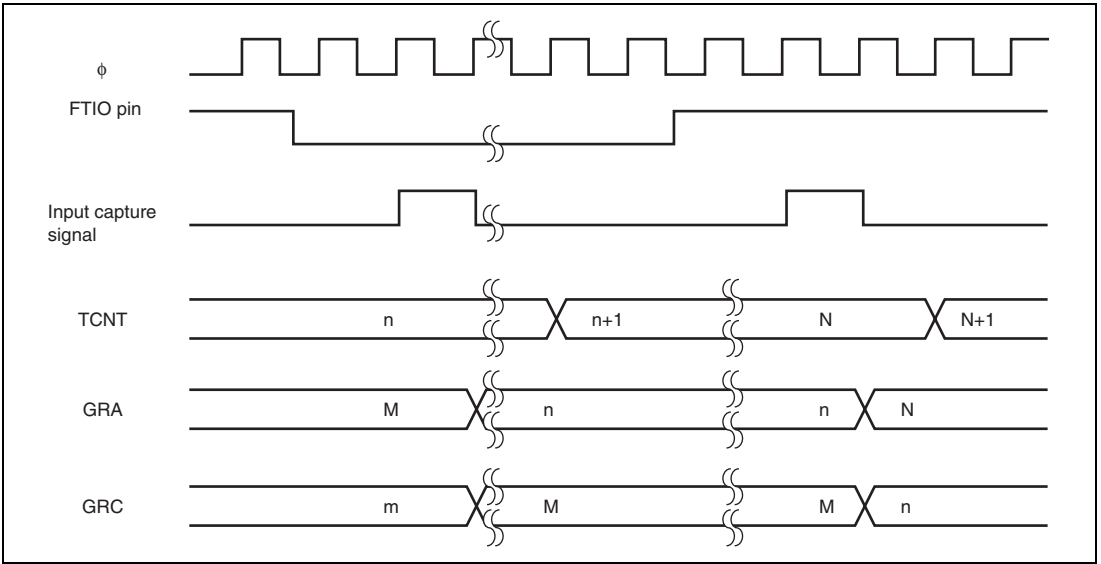 ϕ
FTIO pin
Input capture
signal
TCNT n n+1 N N+1
GRA M n n N
GRC m M M n